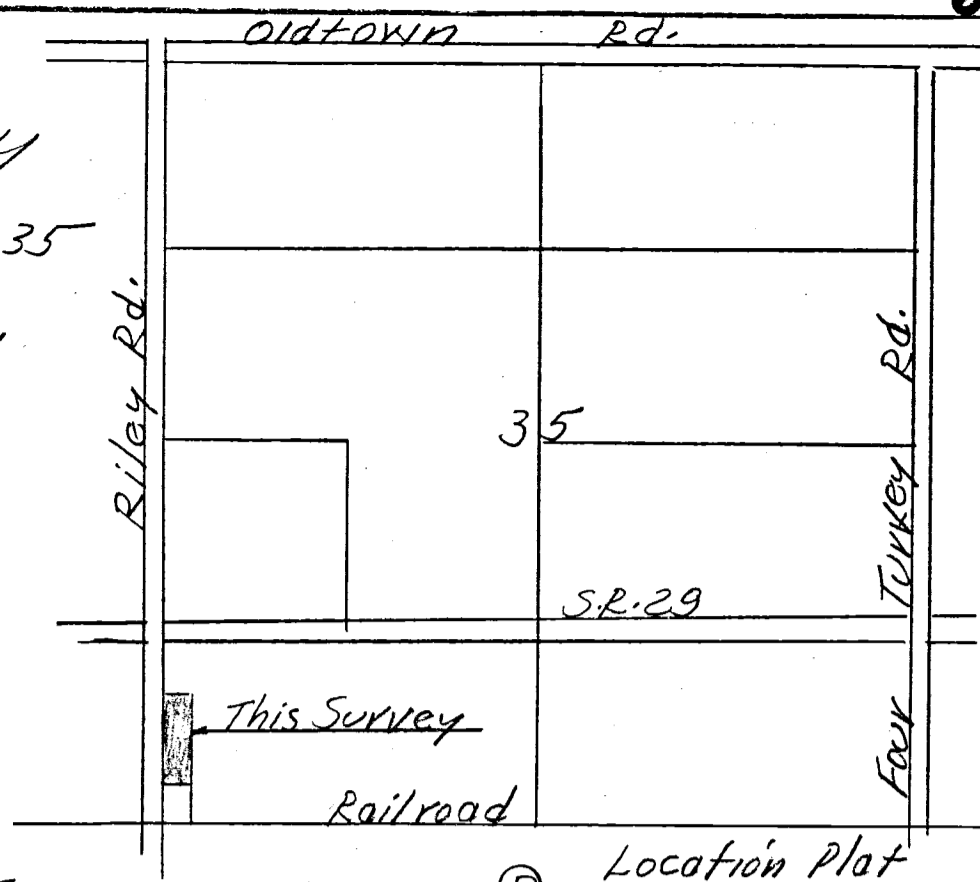 Oldtown Rd.
35
Riley Rd.
35
Four Turkey Rd.
S.R.29
This Survey
Railroad
Location Plat